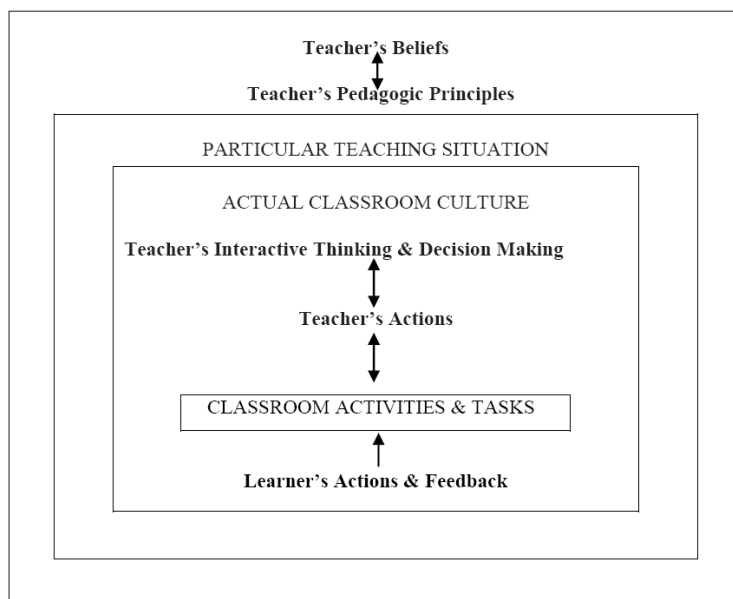 Teacher’s Beliefs
Teacher’s Pedagogic Principles
PARTICULAR TEACHING SITUATION
ACTUAL CLASSROOM CULTURE
Teacher’s Interactive Thinking & Decision Making
Teacher’s Actions
CLASSROOM ACTIVITIES & TASKS
Learner’s Actions & Feedback